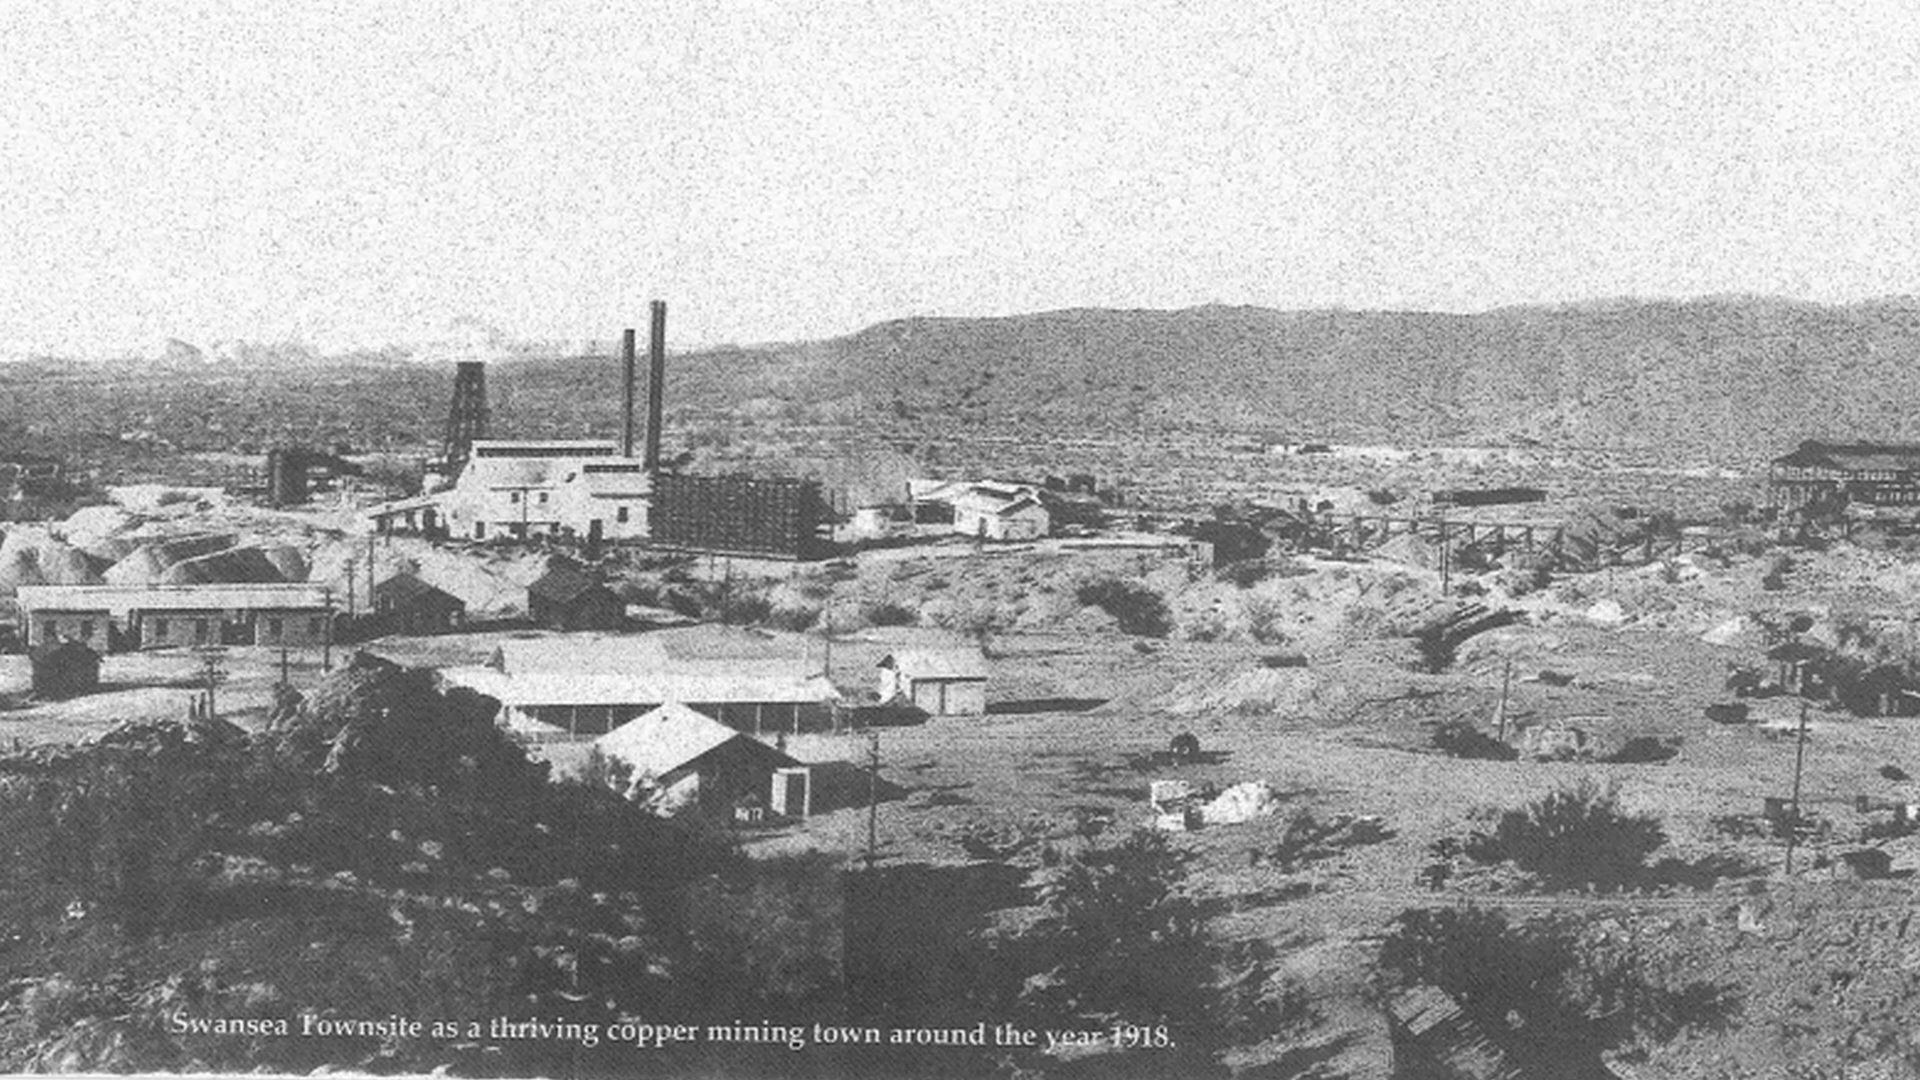 Swansea Townsite as a thriving copper mining town around the year 1918.